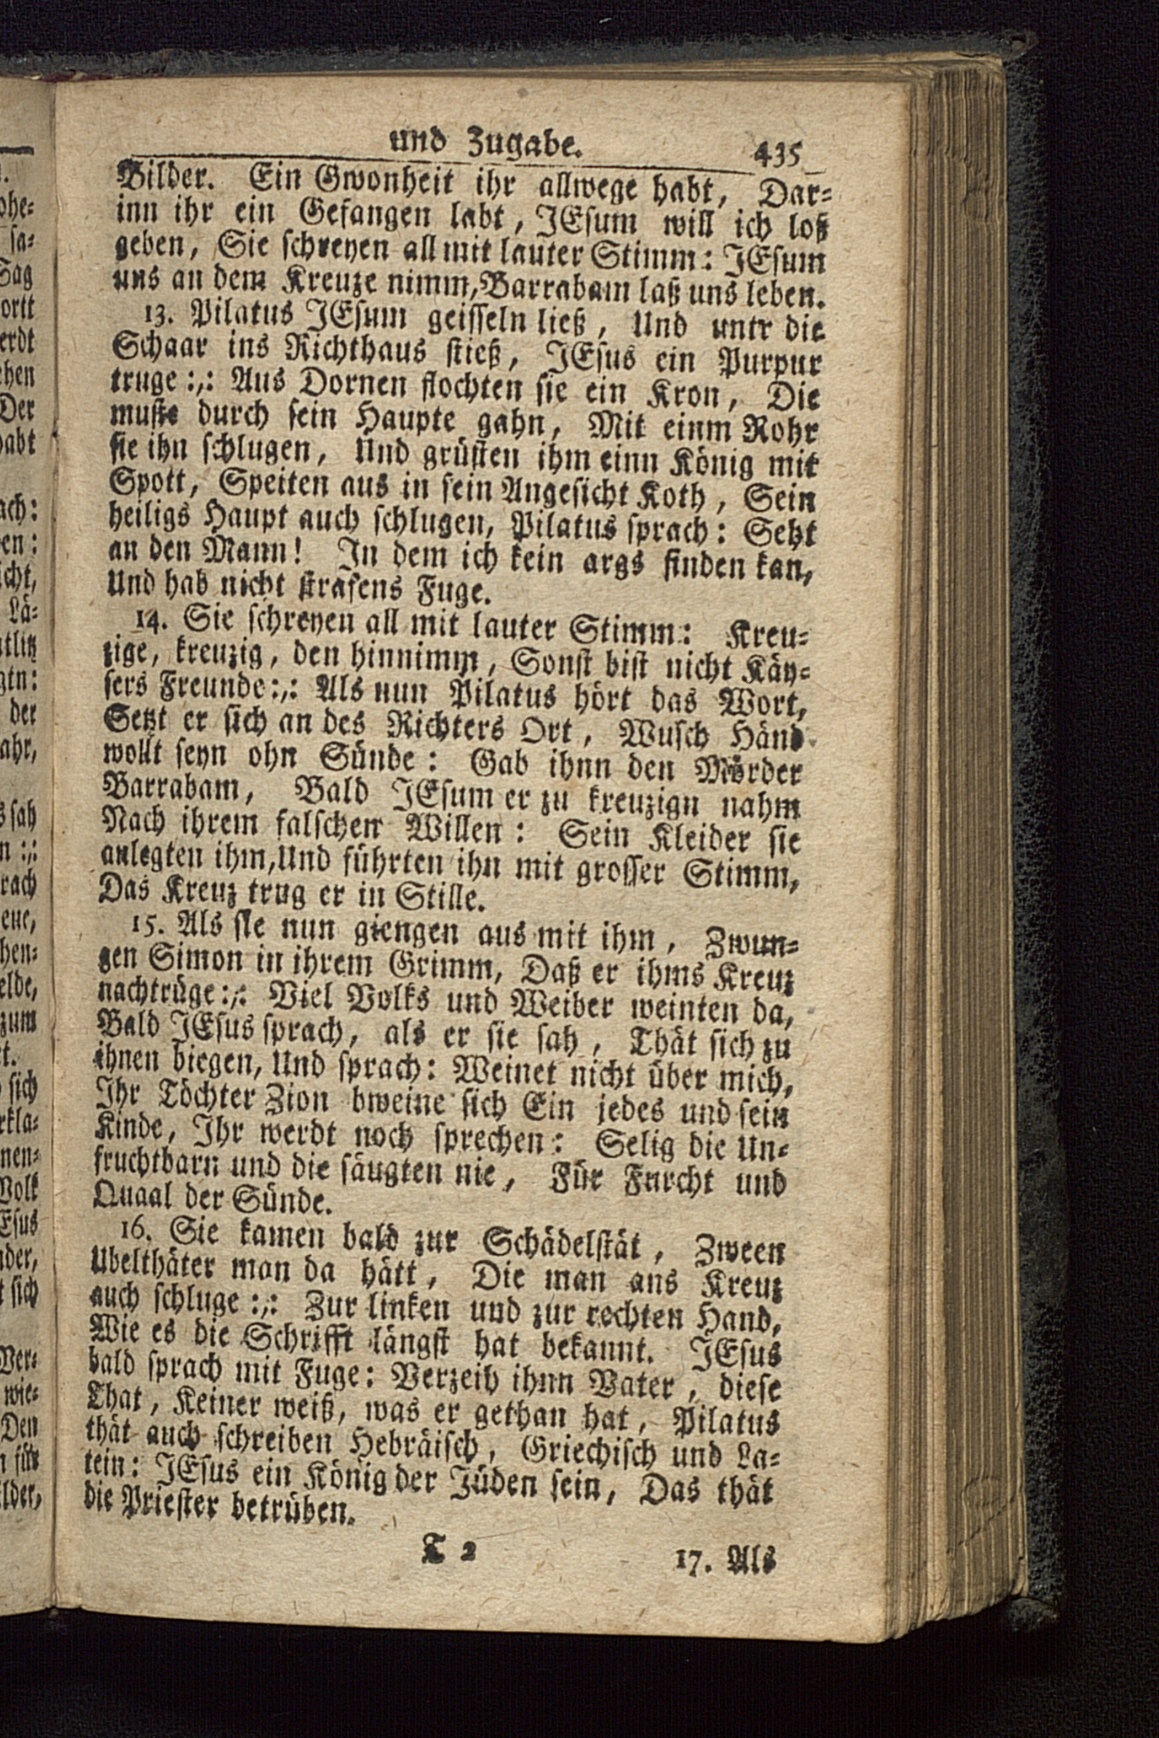 und Zugabe. 435
Bilder. Ein Gwonheit ihr allwege habt, Dar-
inn ihr ein Gefangen labt, JEsum will ich loß
geben, Sie schreyen all mit lauter Stimm: JEsum
uns an dem Kreuze nimm, Barrabam laß uns leben.
13. Pilatus JEsum geisseln ließ, Und untr die
Schaar ins Richthaus stieß, JEsus ein Purpur
truge:,: Aus Dornen flochten sie ein Kron, Die
muste durch sein Haupte gahn, Mit einm Rohr
sie ihn schlugen, Und grüsten ihm einn König mit
Spott, Speiten aus in sein Angesicht Koth, Sein
heiligs Haupt auch schlugen, Pilatus sprach: Seht
an den Mann! In dem ich kein args finden kan,
Und hab nicht strafens Fuge.
14. Sie schreyen all mit lauter Stimm: Kreu-
zige, kreuzig, den hinnimm, Sonst bist nicht Käy-
sers Freunde:,: Als nun Pilatus hört das Wort,
Setzt er sich an des Richters Ort, Wusch Händ
wollt seyn ohn Sünde: Gab ihnn den Mörder
Barrabam, Bald JEsum er zu kreuzign nahm
Nach ihrem falschen Willen: Sein Kleider sie
anlegten ihm, Und führten ihn mit grosser Stimm,
Das Kreuz trug er in Stille.
15. Als sie nun giengen aus mit ihm, Zwun-
gen Simon in ihrem Grimm, Daß er ihms Kreuz
nachtrüge:,: Viel Volks und Weiber weinten da,
Bald JEsus sprach, als er sie sah, Thät sich zu
ihnen biegen, Und sprach: Weinet nicht über mich,
Ihr Töchter Zion bweine sich Ein jedes und sein
Kinde, Ihr werdt noch sprechen: Selig die Un-
fruchtbarn und die säugten nie, Für Furcht und
Quaal der Sünde.
16. Sie kamen bald zur Schädelstät, Zween
Ubelthäter man da hätt, Die man ans Kreuz
auch schluge:,: Zur linken und zur rechten Hand,
Wie es die Schrifft längst hat bekannt. JEsus
bald sprach mit Fuge: Verzeih ihnn Vater, diese
That, Keiner weiß, was er gethan hat, Pilatus
thät auch schreiben Hebräisch, Griechisch und La-
tein: JEsus ein König der Jüden sein, Das thät
die Priester betrüben.
T 2 17. Als